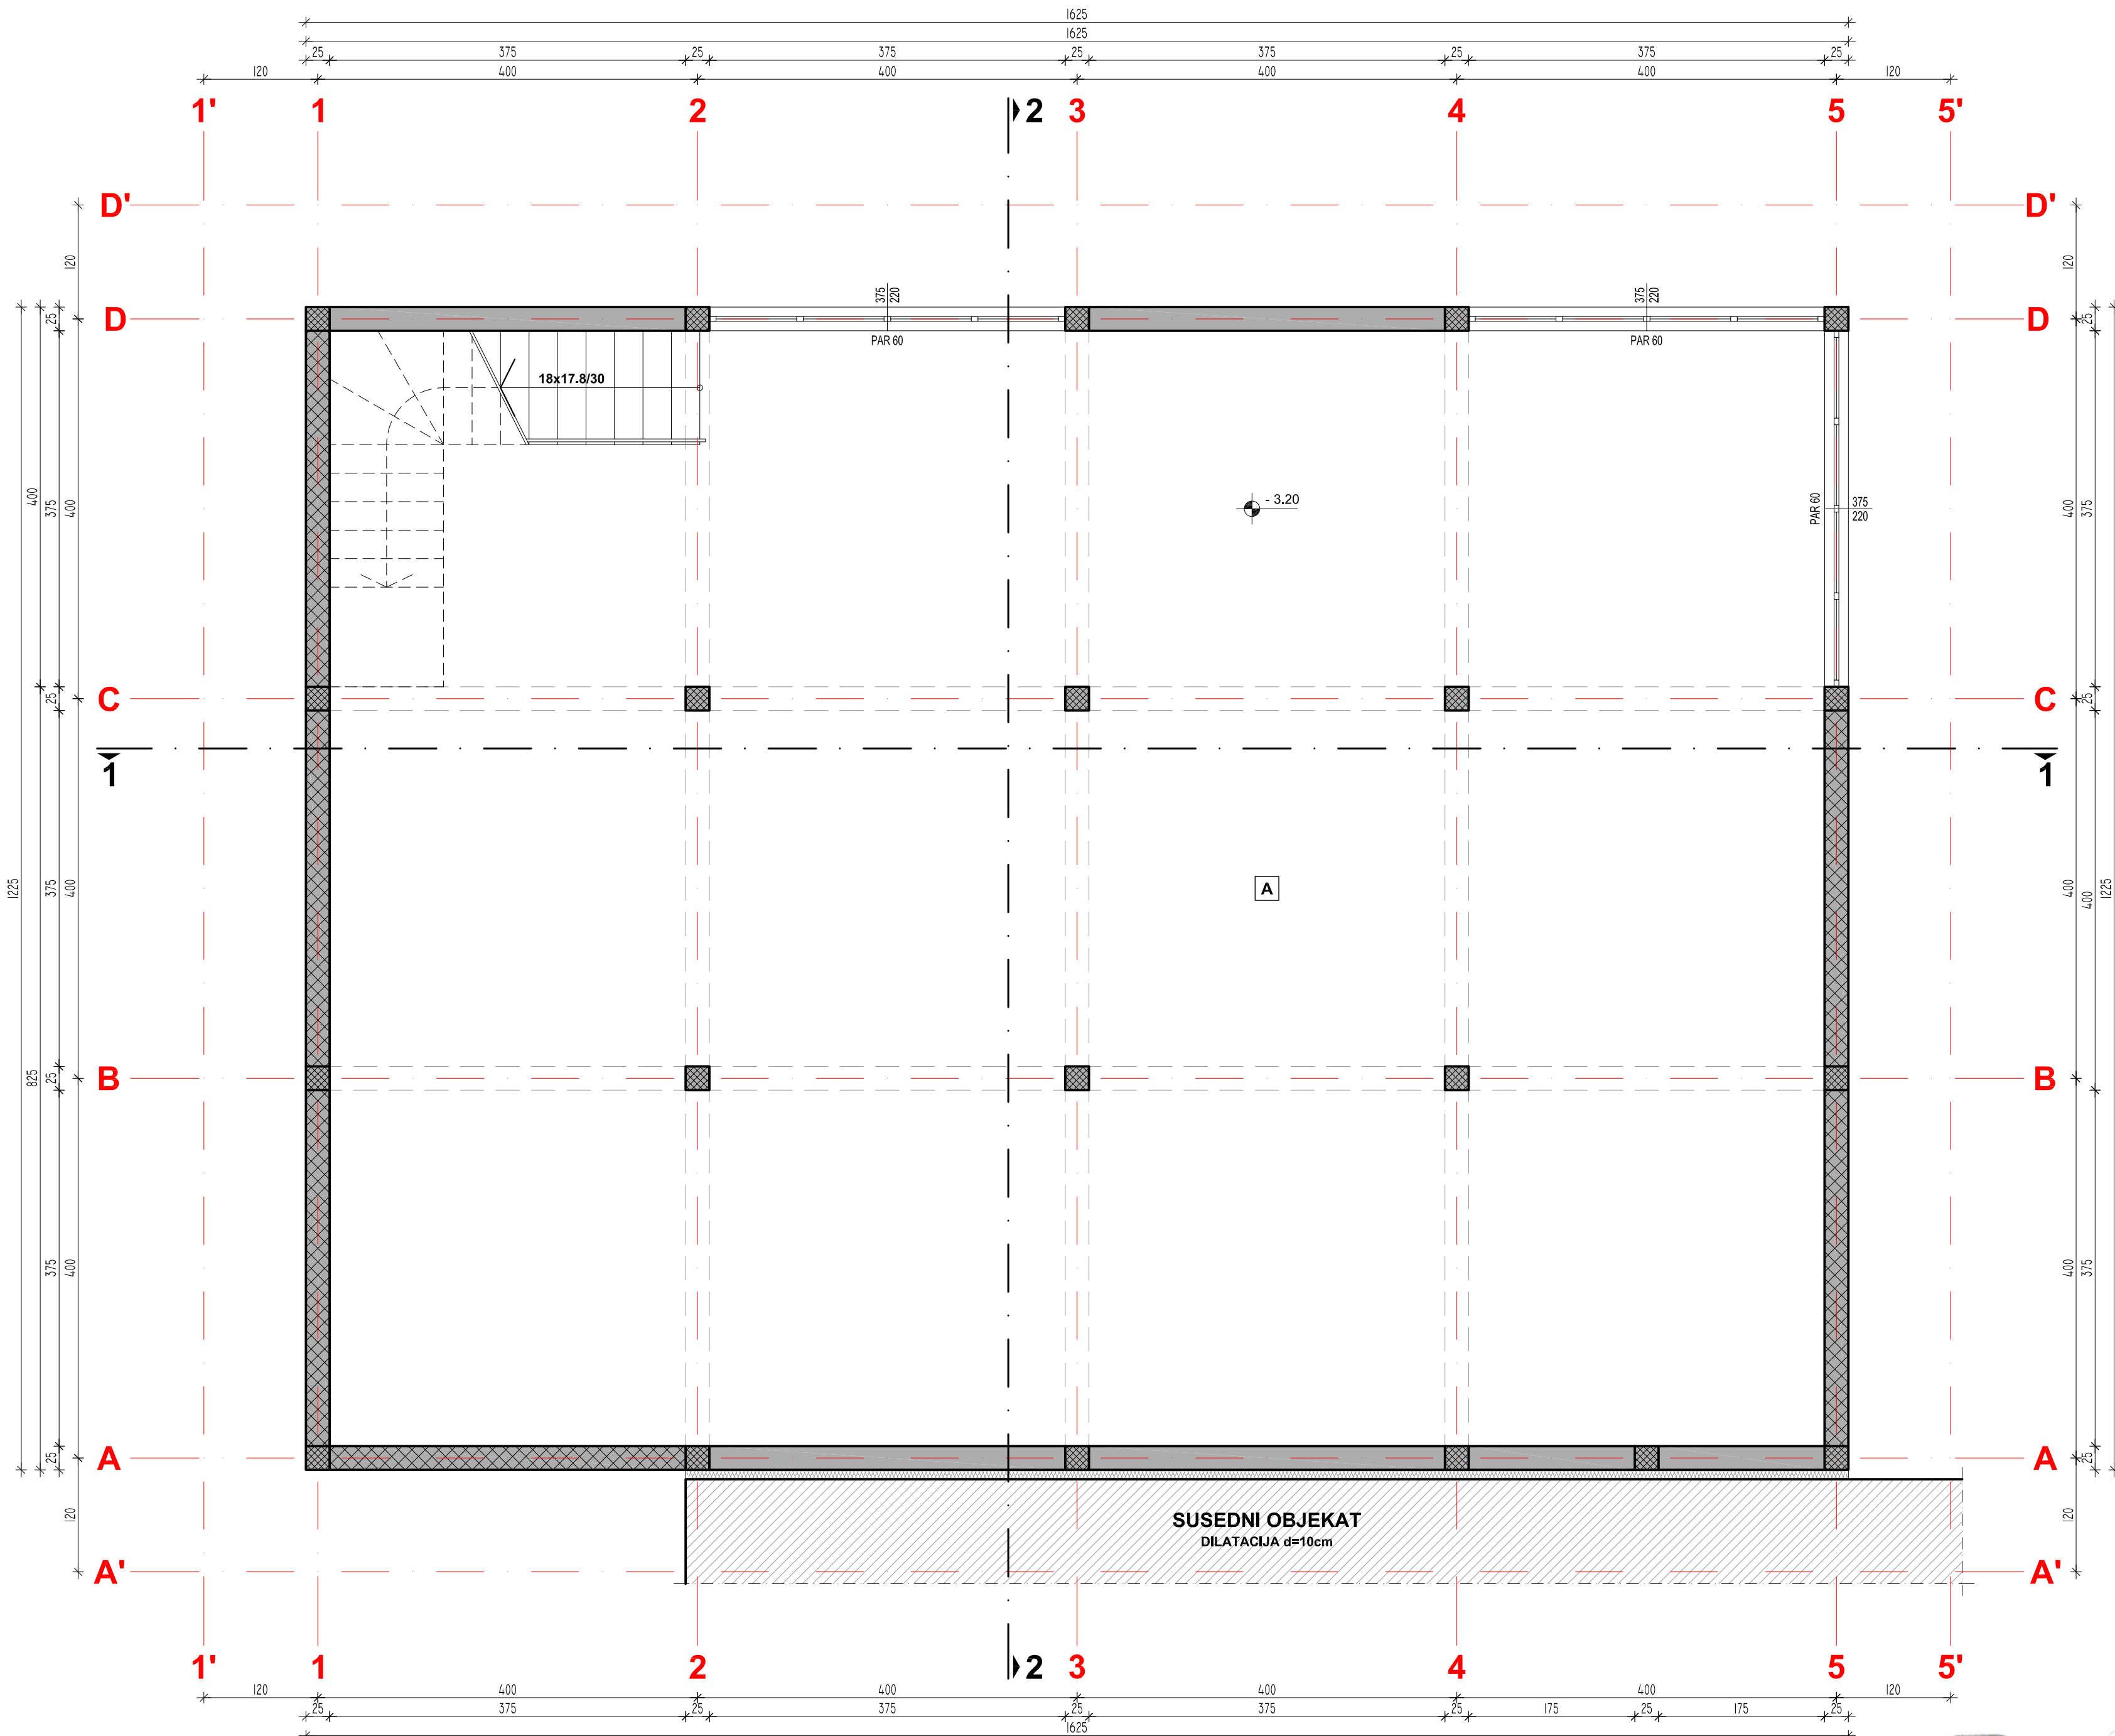 1625
1625
25 375 25 375 25 375 25 375 25
120 400 400 400 400 120
1' 1 2 2 3 4 5 5'
D' D'
120 120
375 375
220 220
D 25 25 D
PAR 60 PAR 60
18x17.8/30
400 375 400 - 3.20 PAR 60 375 400 375
220
C 25 25 C
1 1
1225 375 400 A 400 400 1225
825 25 B B
375 400 400 375
A 25 25 A
120 SUSEDNI OBJEKAT 120
DILATACIJA d=10cm
A' A'
1' 1 2 2 3 4 5 5'
120 400 400 400 400 120
25 375 25 375 25 375 25 175 25 175 25
1625